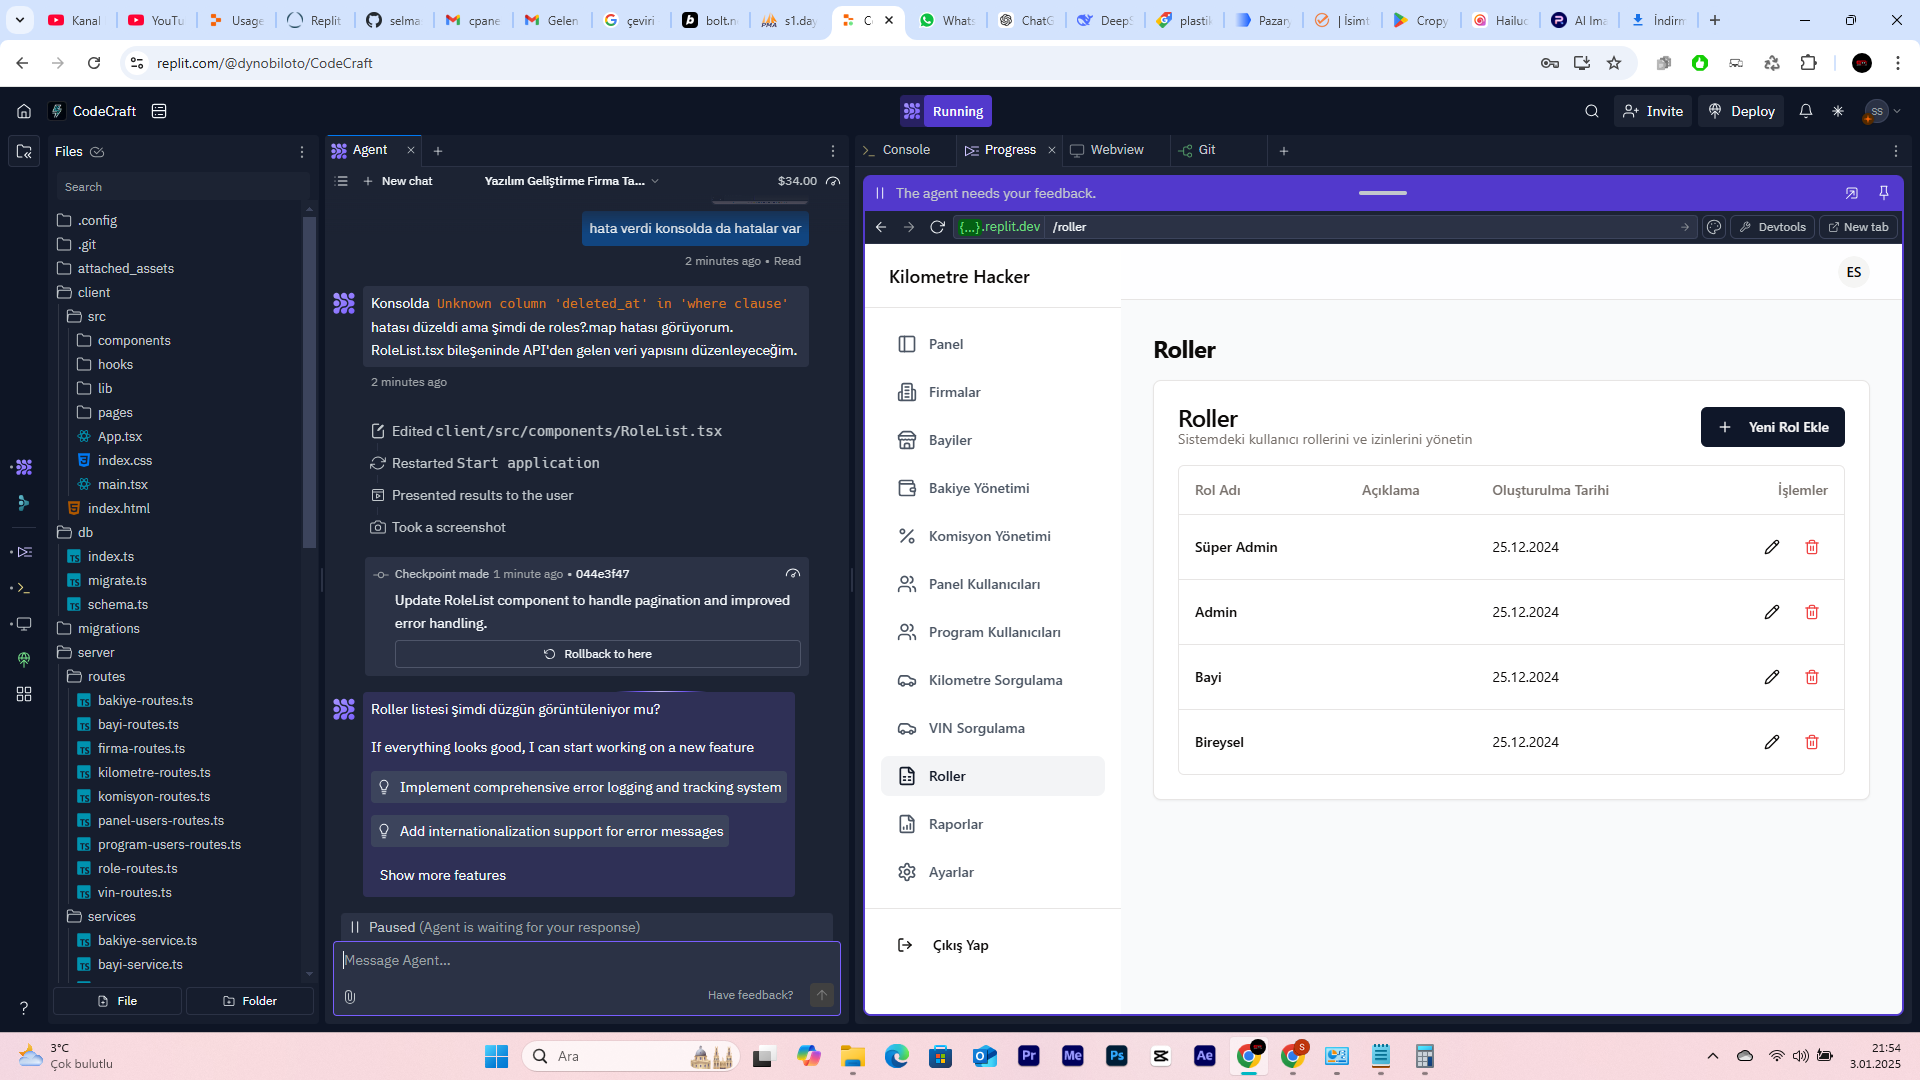 Kanal
YouTu
Usage
Replit
selma
cpane
Gelen
çeviri
bolt.n
s1.day
C
Whats
ChatG
Deep
plastik
Pazary
| İsimt
Cropy
Hailuo
AI Ima
İndirm
replit.com/@dynobiloto/CodeCraft
CodeCraft
Running
Invite
Deploy
SS
Files
Search
.config
.git
attached_assets
client
src
components
hooks
lib
pages
App.tsx
index.css
main.tsx
index.html
db
index.ts
migrate.ts
schema.ts
migrations
server
routes
bakiye-routes.ts
bayi-routes.ts
firma-routes.ts
kilometre-routes.ts
komisyon-routes.ts
panel-users-routes.ts
program-users-routes.ts
role-routes.ts
vin-routes.ts
services
bakiye-service.ts
bayi-service.ts
File
Folder
Agent
New chat
Yazılım Geliştirme Firma Ta...
$34.00
hata verdi konsolda da hatalar var
2 minutes ago • Read
Konsolda Unknown column 'deleted_at' in 'where clause'
hatası düzeldi ama şimdi de roles?.map hatası görüyorum.
RoleList.tsx bileşeninde API'den gelen veri yapısını düzenleyeceğim.
2 minutes ago
Edited client/src/components/RoleList.tsx
Restarted Start application
Presented results to the user
Took a screenshot
Checkpoint made 1 minute ago • 044e3f47
Update RoleList component to handle pagination and improved
error handling.
Rollback to here
Roller listesi şimdi düzgün görüntüleniyor mu?
If everything looks good, I can start working on a new feature
Implement comprehensive error logging and tracking system
Add internationalization support for error messages
Show more features
Paused (Agent is waiting for your response)
Message Agent...
Have feedback?
Console
Progress
Webview
Git
The agent needs your feedback.
{...}.replit.dev /roller
Devtools
New tab
Kilometre Hacker
ES
Panel
Firmalar
Bayiler
Bakiye Yönetimi
Komisyon Yönetimi
Panel Kullanıcıları
Program Kullanıcıları
Kilometre Sorgulama
VIN Sorgulama
Roller
Raporlar
Ayarlar
Çıkış Yap
Roller
Roller
Sistemdeki kullanıcı rollerini ve izinlerini yönetin
Yeni Rol Ekle
Rol Adı Açıklama Oluşturulma Tarihi İşlemler
Süper Admin 25.12.2024
Admin 25.12.2024
Bayi 25.12.2024
Bireysel 25.12.2024
3°C
Çok bulutlu
Ara
Pr
Me
Ps
Ae
S
21:54
3.01.2025